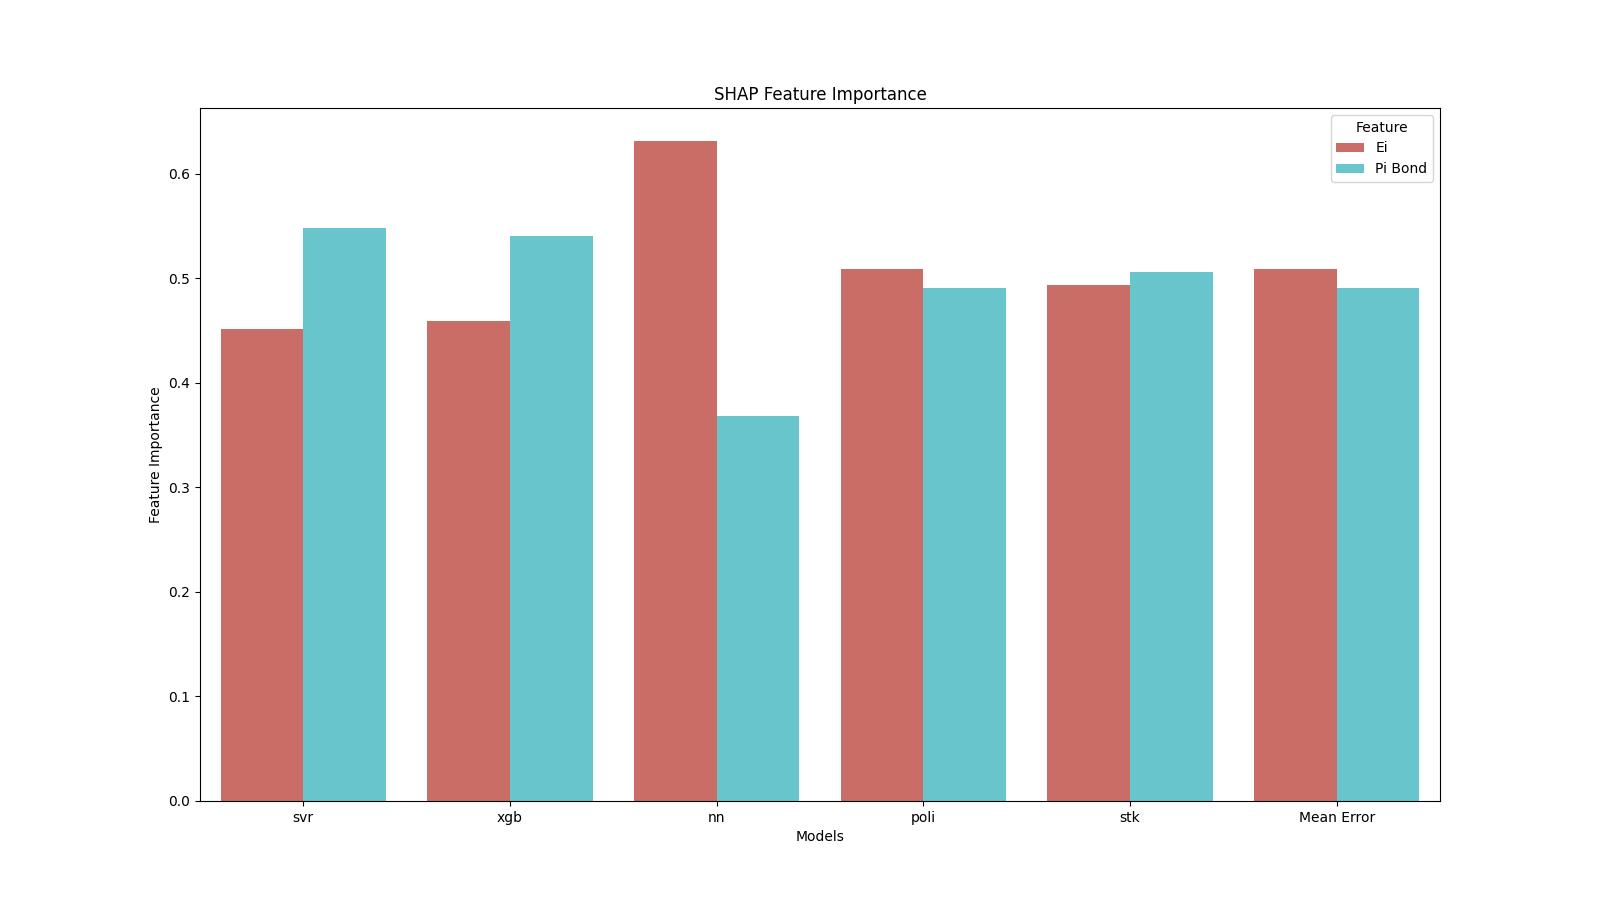 SHAP Feature Importance
Feature
Ei
Pi Bond
Feature Importance
0.6
0.5
0.4
0.3
0.2
0.1
0.0
svr xgb nn poli stk Mean Error
Models